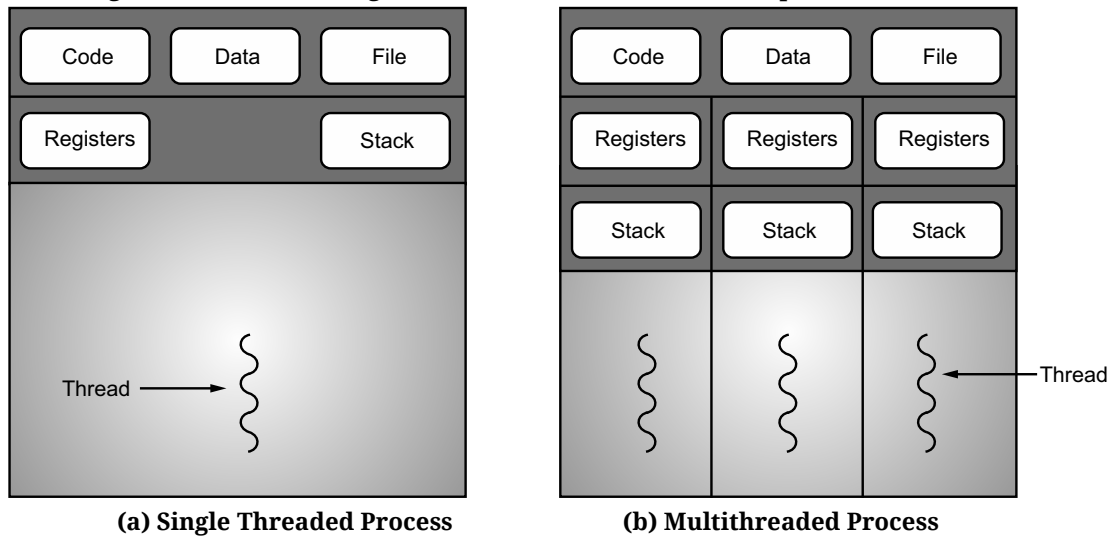 Code Data File Code Data File
Registers Stack Registers Registers Registers
Stack Stack Stack
Thread Thread
(a) Single Threaded Process (b) Multithreaded Process